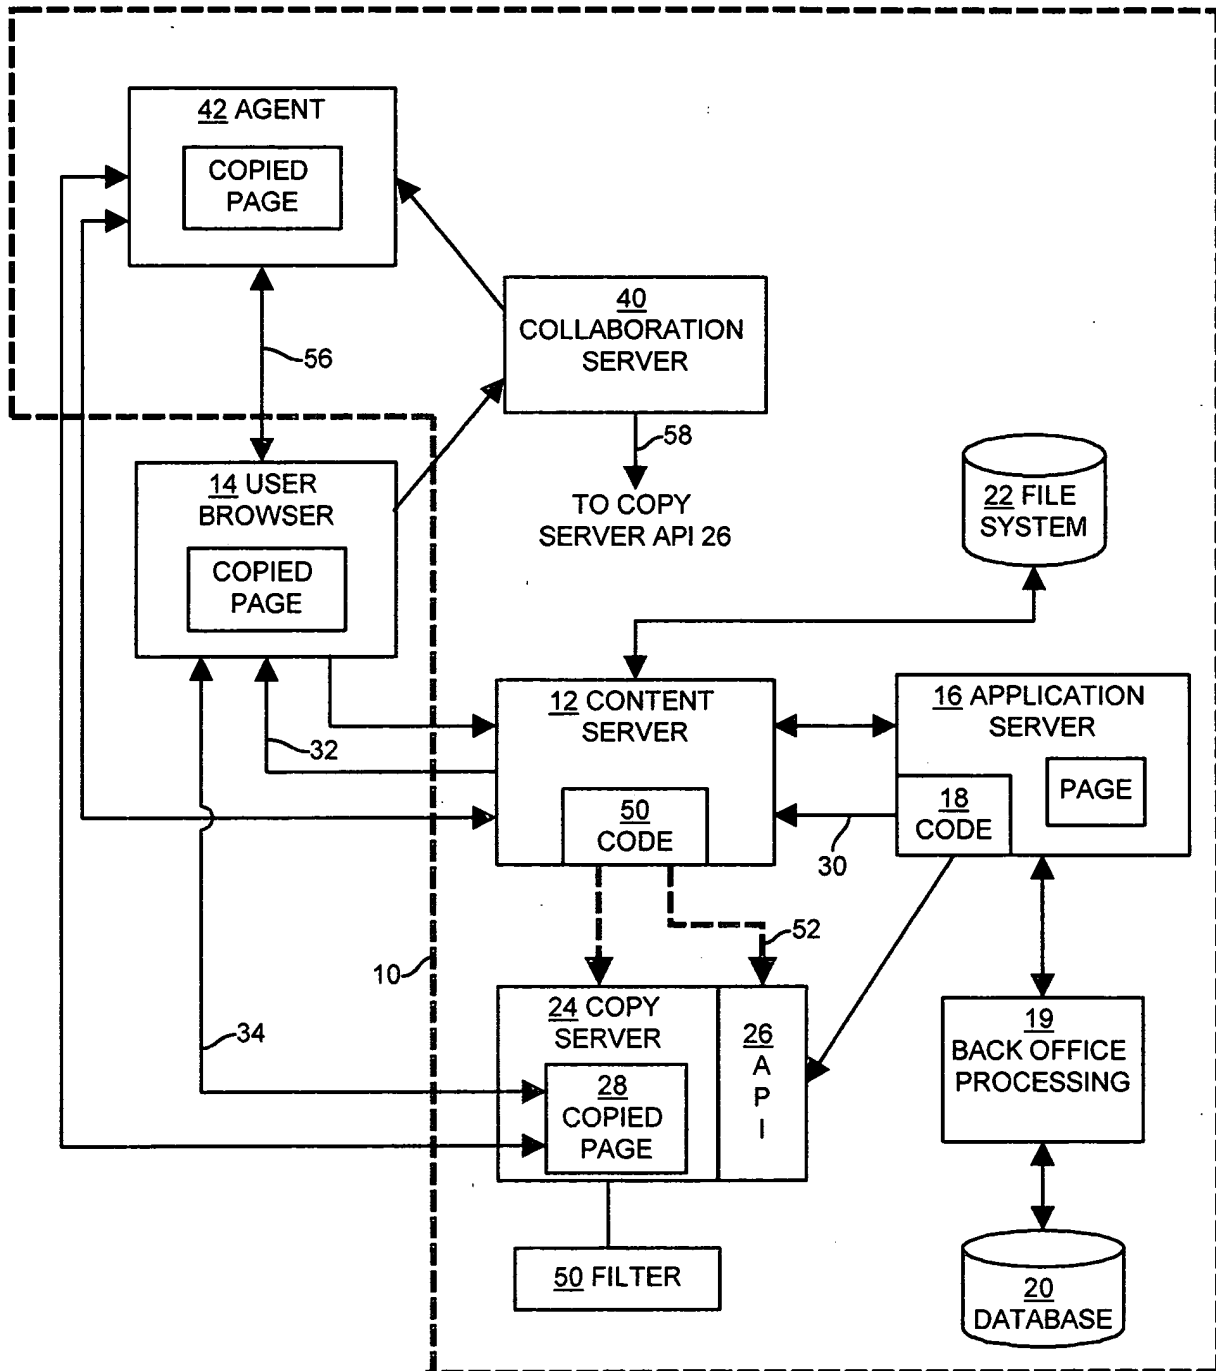 42 AGENT
COPIED
PAGE
40
COLLABORATION
SERVER
56
58
TO COPY
SERVER API 26
14 USER
BROWSER
COPIED
PAGE
22 FILE
SYSTEM
12 CONTENT
SERVER
50
CODE
16 APPLICATION
SERVER
PAGE
18
CODE
32
30
52
10
34
24 COPY
SERVER
28
COPIED
PAGE
26
A
P
I
19
BACK OFFICE
PROCESSING
50 FILTER
20
DATABASE